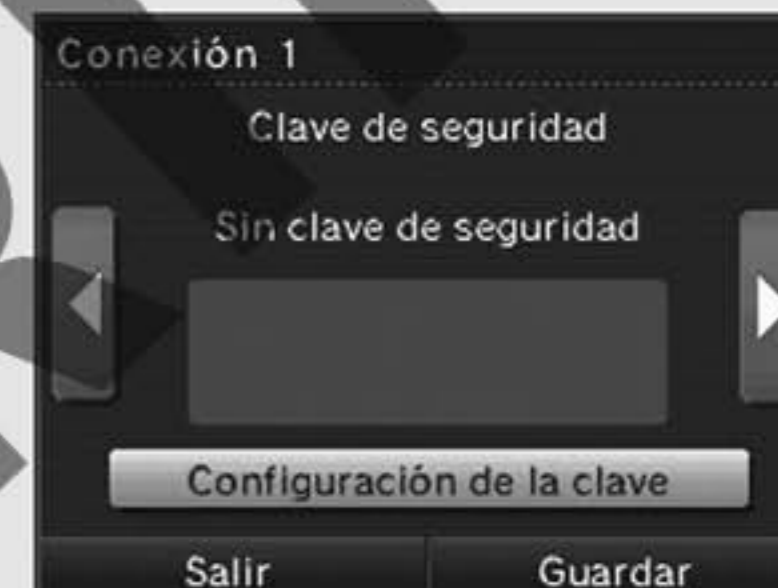 Conexión 1
Clave de seguridad
Sin clave de seguridad
Configuración de la clave
Salir
Guardar